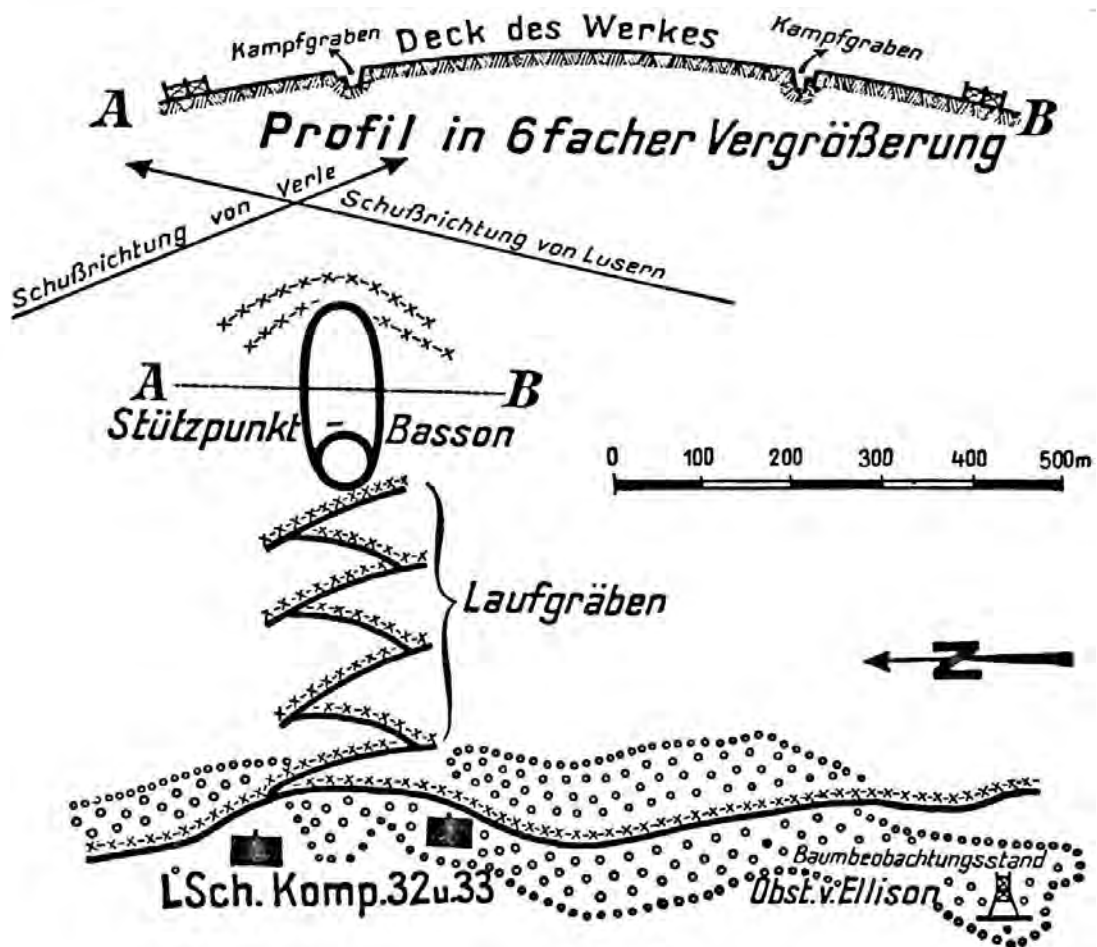 Kampfgraben
Deck des Werkes
Kampfgraben
A
B
Profil in 6facher Vergrößerung
Schußrichtung von Verle
Schußrichtung von Lusern
A
B
Stützpunkt - Basson
0 100 200 300 400 500m
Laufgräben
N
LSch. Komp. 32u.33
Baumbeobachtungsstand
Obst.v.Ellison